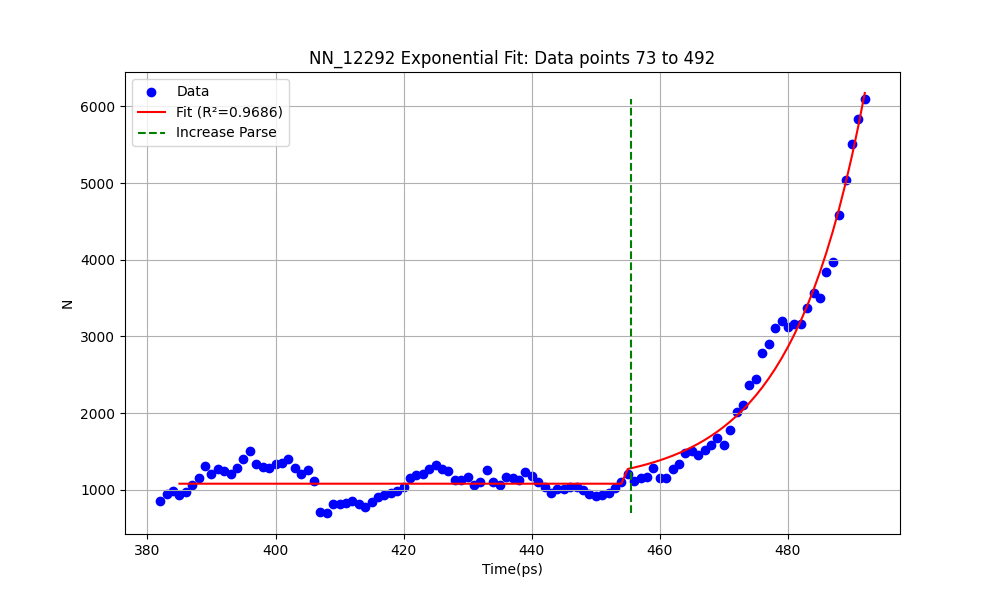 NN_12292 Exponential Fit: Data points 73 to 492
Data
Fit (R²=0.9686)
Increase Parse
6000
5000
4000
3000
2000
1000
N
380
400
420
440
460
480
Time(ps)